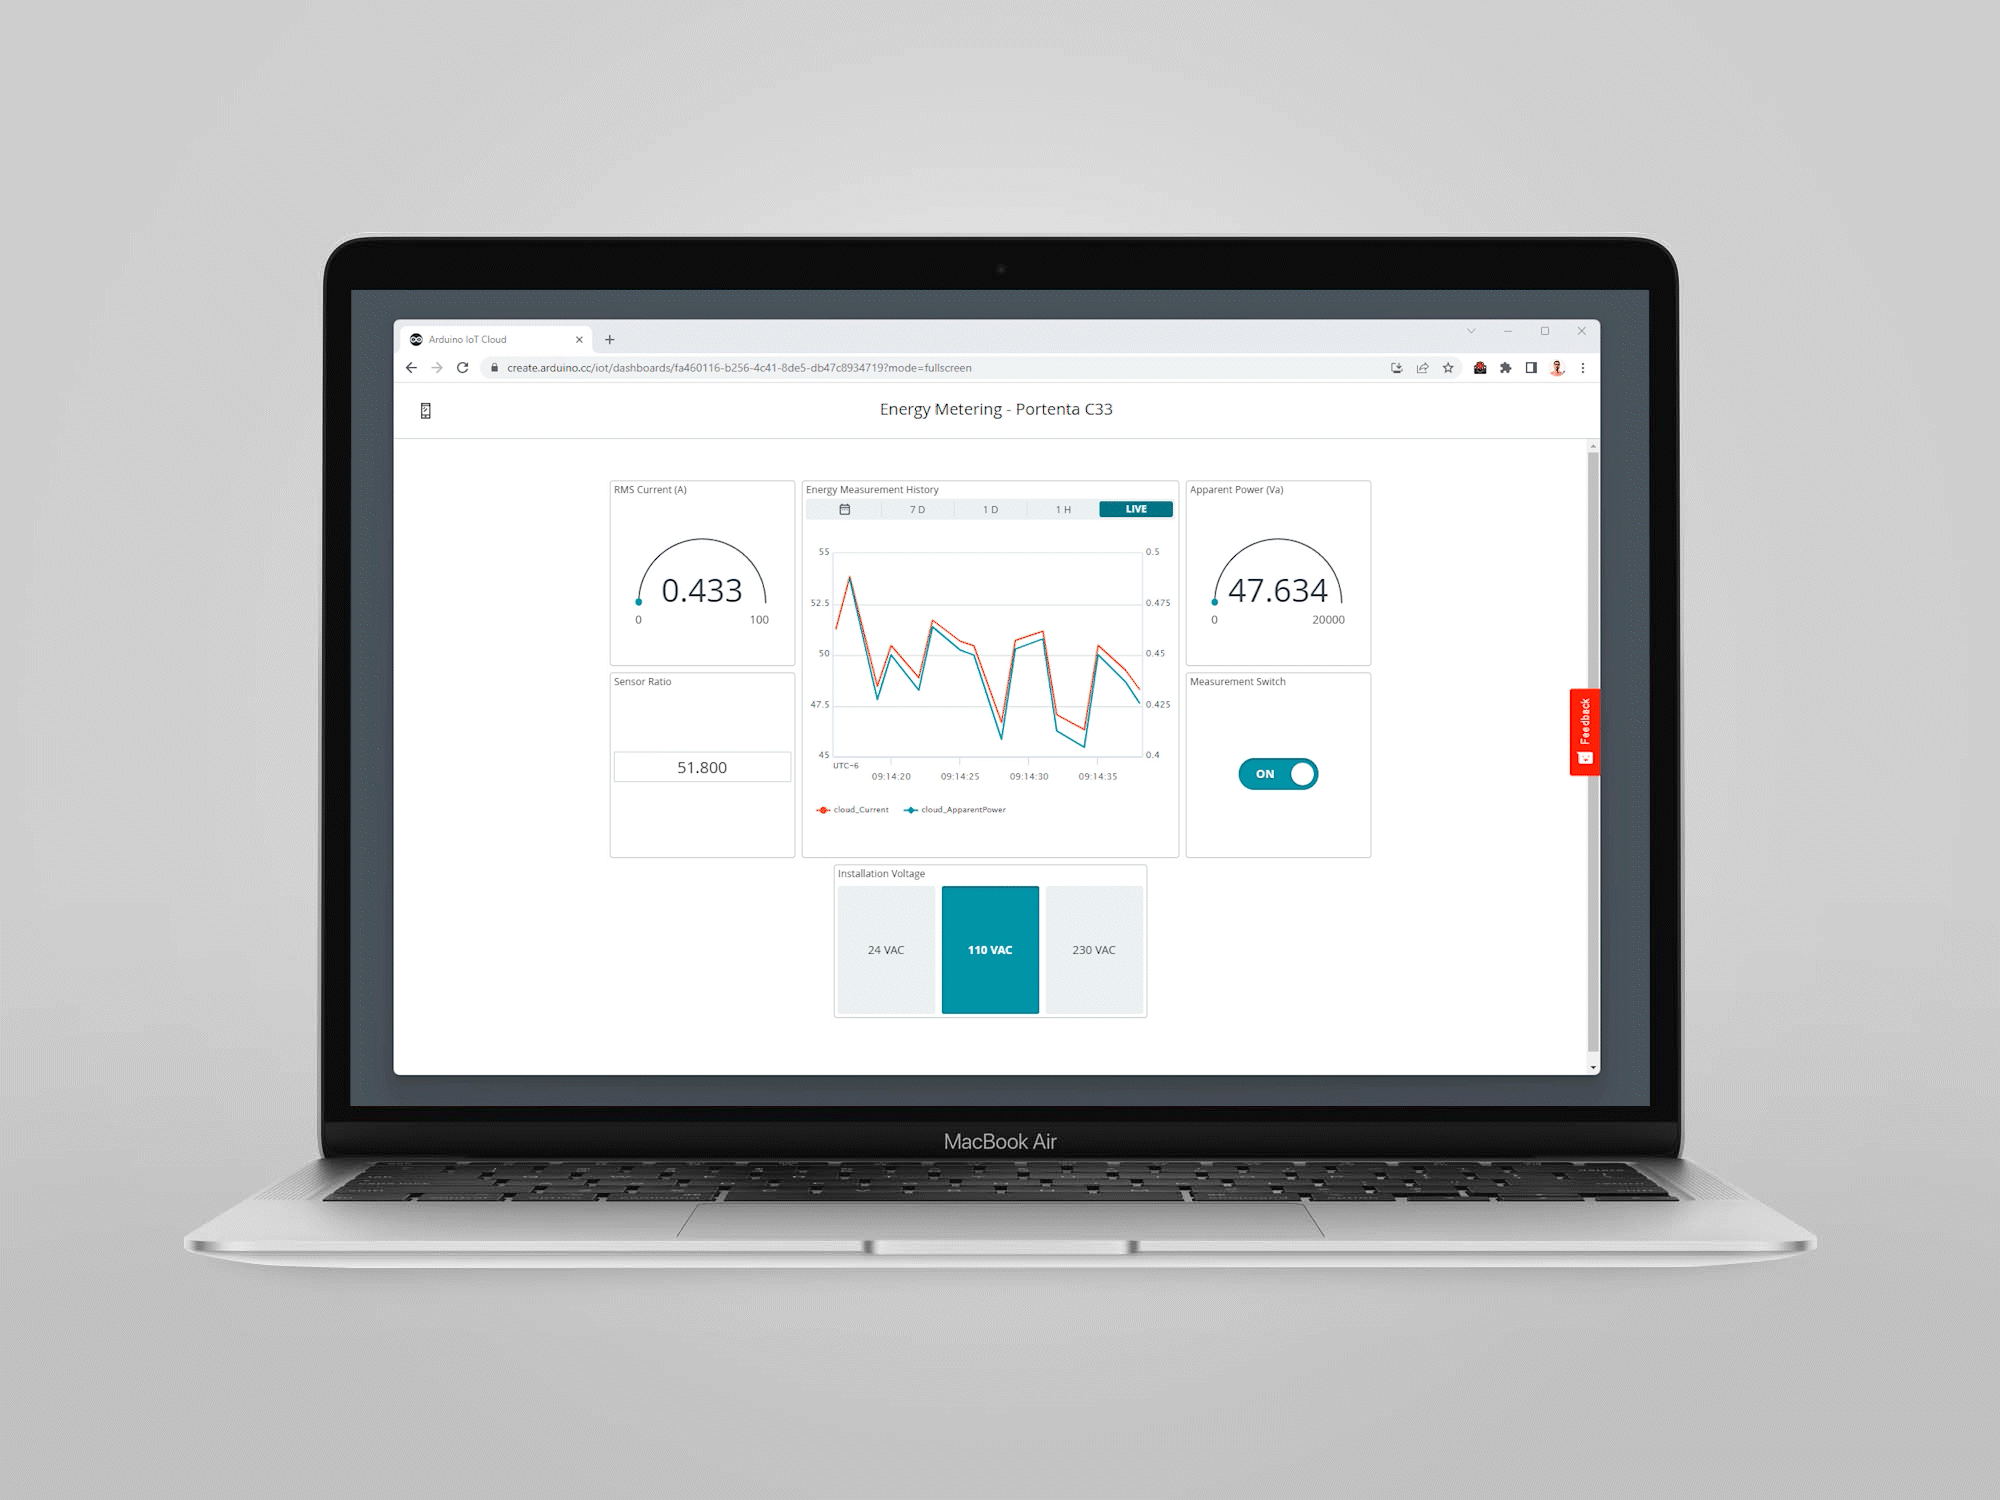 Arduino IoT Cloud
create.arduino.cc/iot/dashboards/fa460116-b256-4c41-8de5-db47c8934719?mode=fullscreen
Energy Metering - Portenta C33
RMS Current (A)
0.433
0
100
Energy Measurement History
7 D
1 D
1 H
LIVE
55
52.5
50
47.5
45
0.5
0.475
0.45
0.425
0.4
UTC-6
09:14:20
09:14:25
09:14:30
09:14:35
cloud_Current
cloud_ApparentPower
Apparent Power (Va)
47.634
0
20000
Sensor Ratio
51.800
Measurement Switch
ON
Feedback
Installation Voltage
24 VAC
110 VAC
230 VAC
MacBook Air